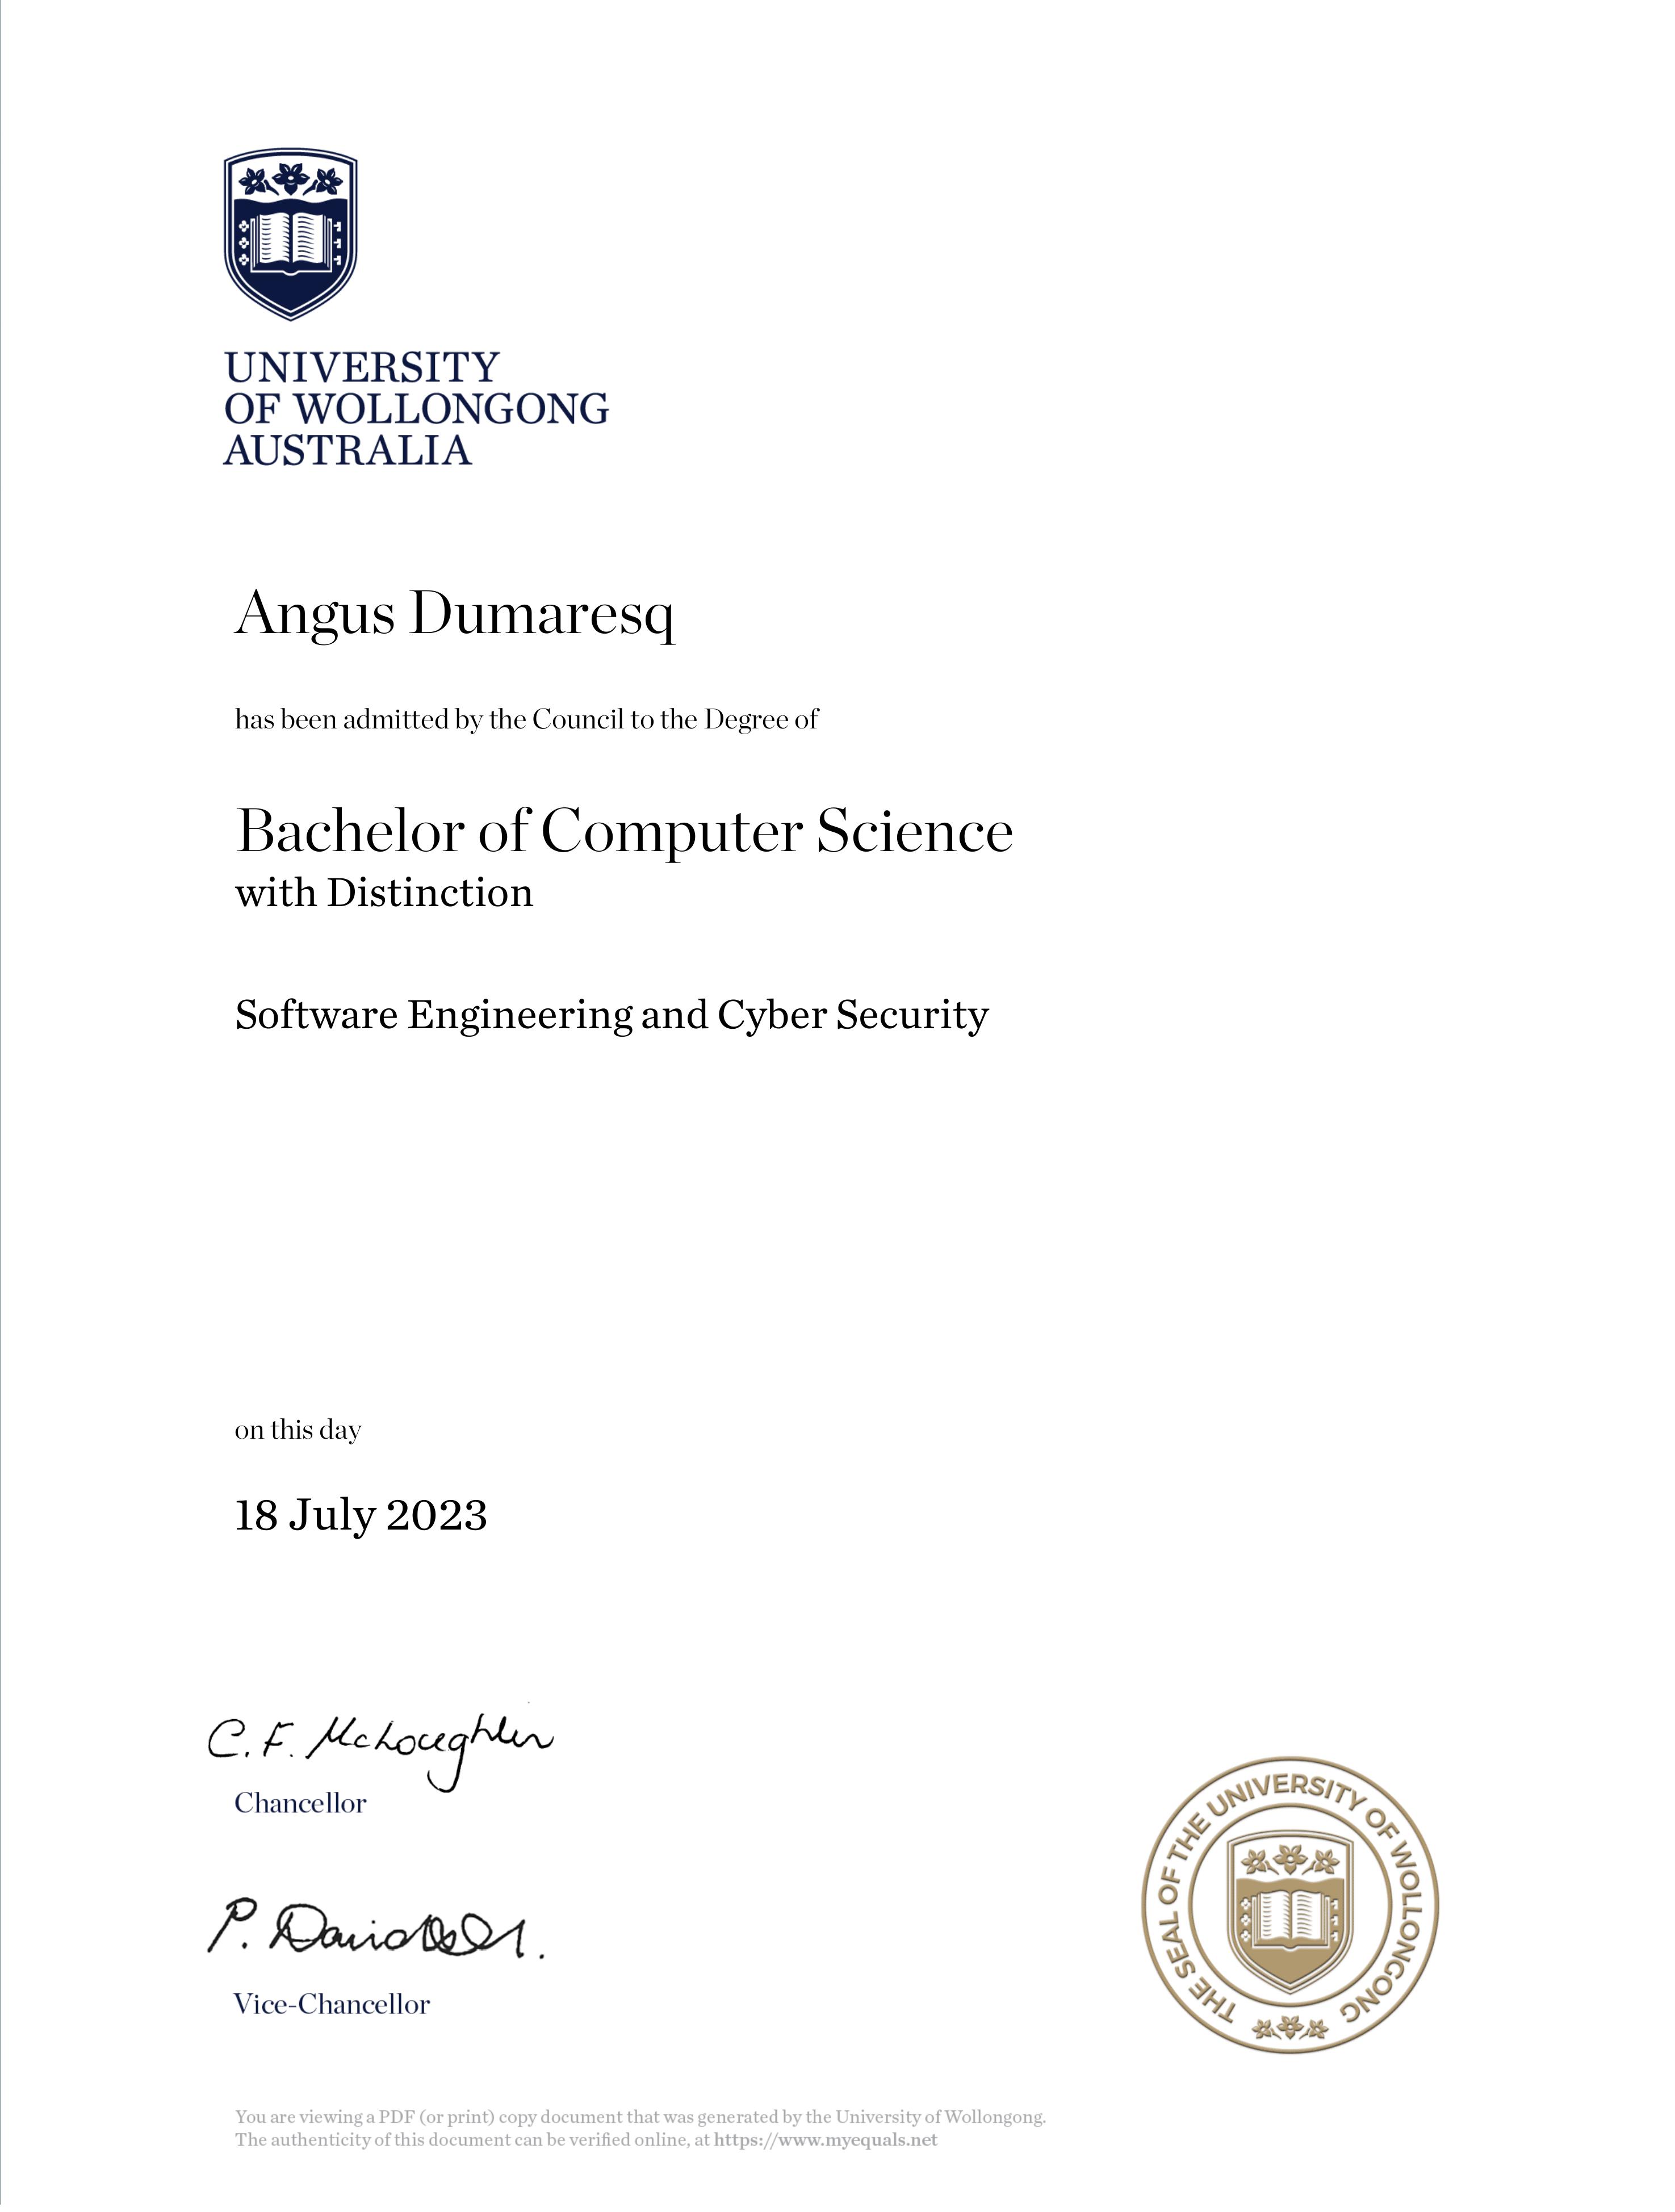 UNIVERSITY
OF WOLLONGONG
AUSTRALIA
Angus Dumaresq
has been admitted by the Council to the Degree of
Bachelor of Computer Science
with Distinction
Software Engineering and Cyber Security
on this day
18 July 2023
C. F. McLoughlin
Chancellor
P. Davidson.
Vice-Chancellor
THE SEAL OF THE UNIVERSITY OF WOLLONGONG
You are viewing a PDF (or print) copy document that was generated by the University of Wollongong.
The authenticity of this document can be verified online, at https://www.myequals.net